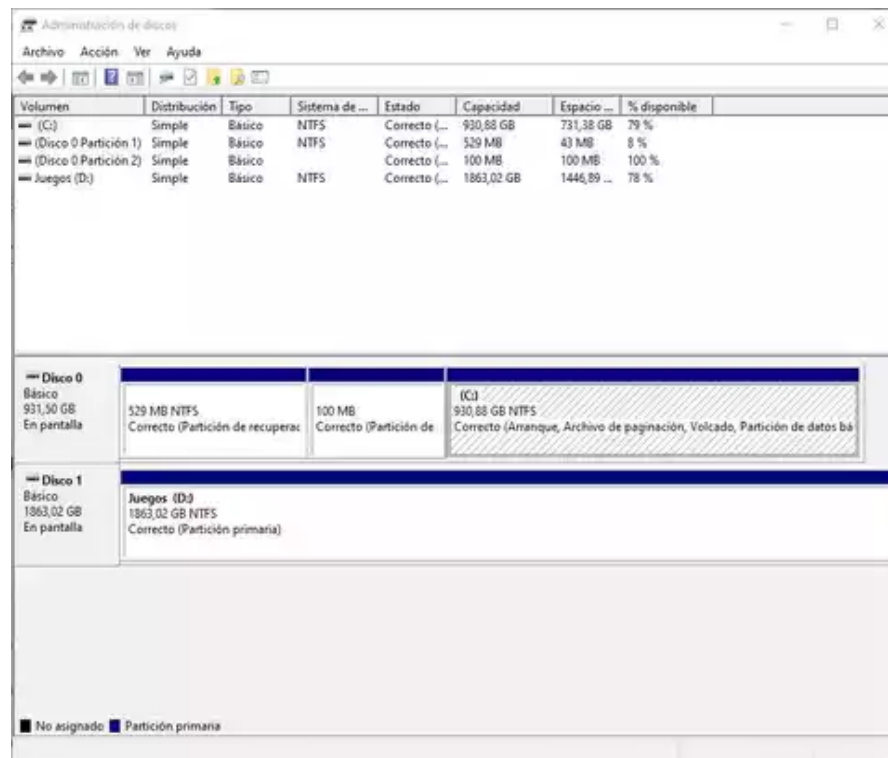 Administración de discos
Archivo Acción Ver Ayuda
Volumen Distribución Tipo Sistema de ... Estado Capacidad Espacio ... % disponible
(C:) Simple Básico NTFS Correcto (... 930,88 GB 731,38 GB 79 %
(Disco 0 Partición 1) Simple Básico NTFS Correcto (... 529 MB 43 MB 8 %
(Disco 0 Partición 2) Simple Básico Correcto (... 100 MB 100 MB 100 %
Juegos (D:) Simple Básico NTFS Correcto (... 1863,02 GB 1446,89 ... 78 %
Disco 0
Básico
931,50 GB
En pantalla
529 MB NTFS
Correcto (Partición de recuperac
100 MB
Correcto (Partición de
(C:)
930,88 GB NTFS
Correcto (Arranque, Archivo de paginación, Volcado, Partición de datos bá
Disco 1
Básico
1863,02 GB
En pantalla
Juegos (D:)
1863,02 GB NTFS
Correcto (Partición primaria)
No asignado Partición primaria